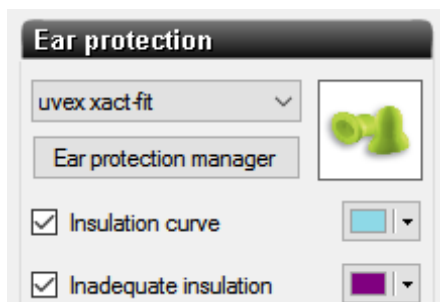 Ear protection
uvex xact-fit
Ear protection manager
Insulation curve
Inadequate insulation